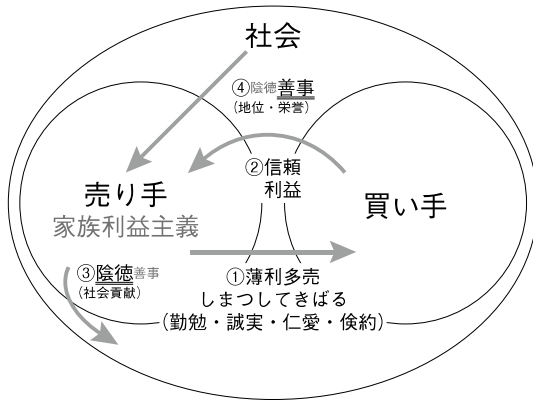 社会
④陰徳善事
(地位・栄誉)
②信頼
利益
売り手
家族利益主義
買い手
③陰徳善事
(社会貢献)
①薄利多売
しまつしてきばる
(勤勉・誠実・仁愛・倹約)